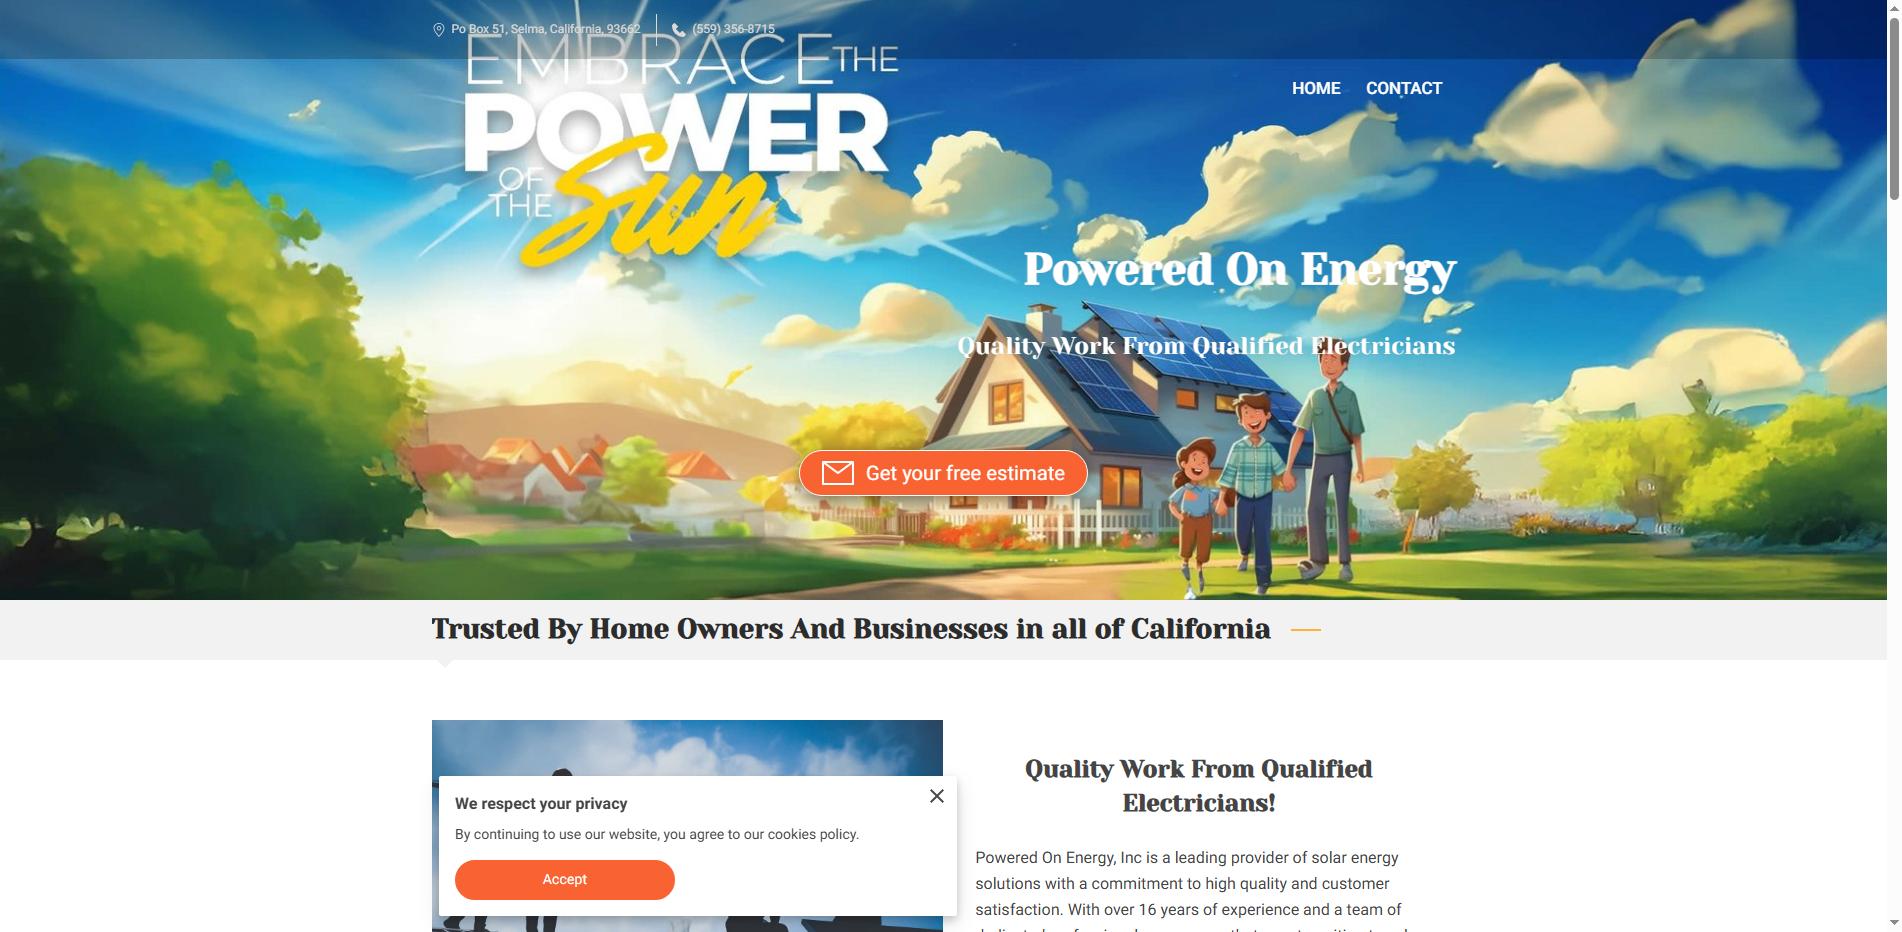 Po Box 51, Selma, California, 93662
(559) 356-8715
EMBRACE THE
POWER
OF
THE
Sun
HOME CONTACT
Powered On Energy
Quality Work From Qualified Electricians
Get your free estimate
Trusted By Home Owners And Businesses in all of California
Quality Work From Qualified
Electricians!
Powered On Energy, Inc is a leading provider of solar energy
solutions with a commitment to high quality and customer
satisfaction. With over 16 years of experience and a team of
We respect your privacy
By continuing to use our website, you agree to our cookies policy.
Accept